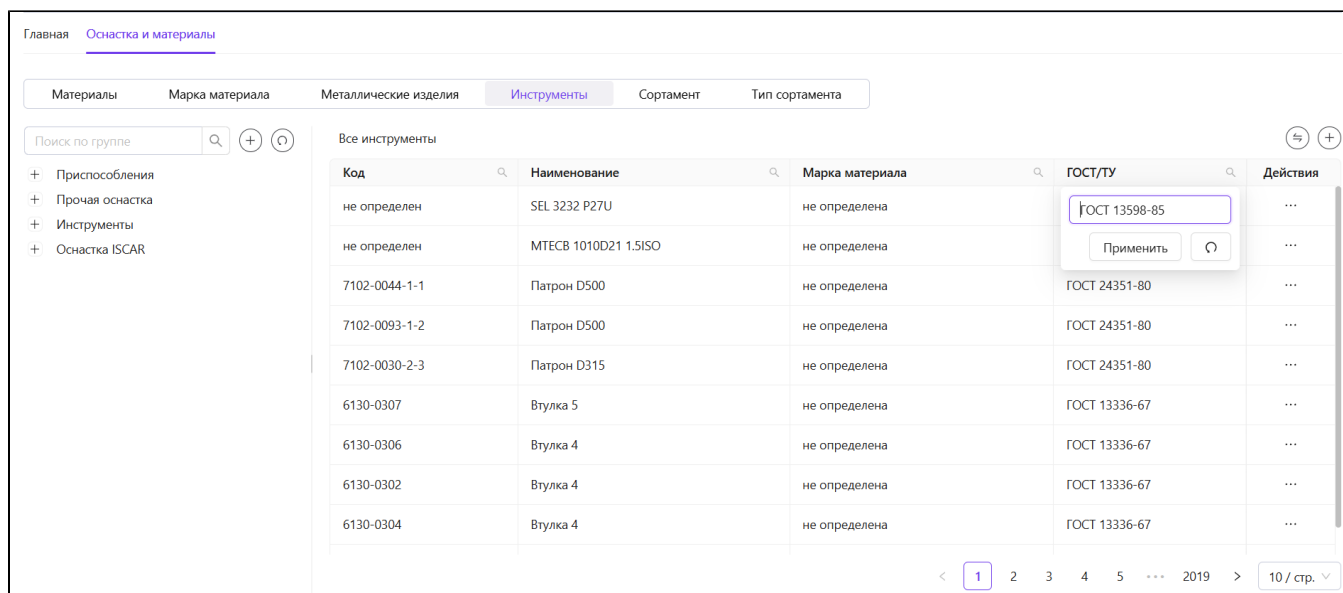 Главная Оснастка и материалы
Материалы Марка материала Металлические изделия Инструменты Сортамент Тип сортамента
Поиск по группе
Приспособления
Прочая оснастка
Инструменты
Оснастка ISCAR
Все инструменты
Код Наименование Марка материала ГОСТ/ТУ Действия
не определен SEL 3232 P27U не определена ...
ГОСТ 13598-85
Применить
не определен MTECB 1010D21 1.5ISO не определена ...
7102-0044-1-1 Патрон D500 не определена ГОСТ 24351-80 ...
7102-0093-1-2 Патрон D500 не определена ГОСТ 24351-80 ...
7102-0030-2-3 Патрон D315 не определена ГОСТ 24351-80 ...
6130-0307 Втулка 5 не определена ГОСТ 13336-67 ...
6130-0306 Втулка 4 не определена ГОСТ 13336-67 ...
6130-0302 Втулка 4 не определена ГОСТ 13336-67 ...
6130-0304 Втулка 4 не определена ГОСТ 13336-67 ...
< 1 2 3 4 5 ••• 2019 > 10 / стр.